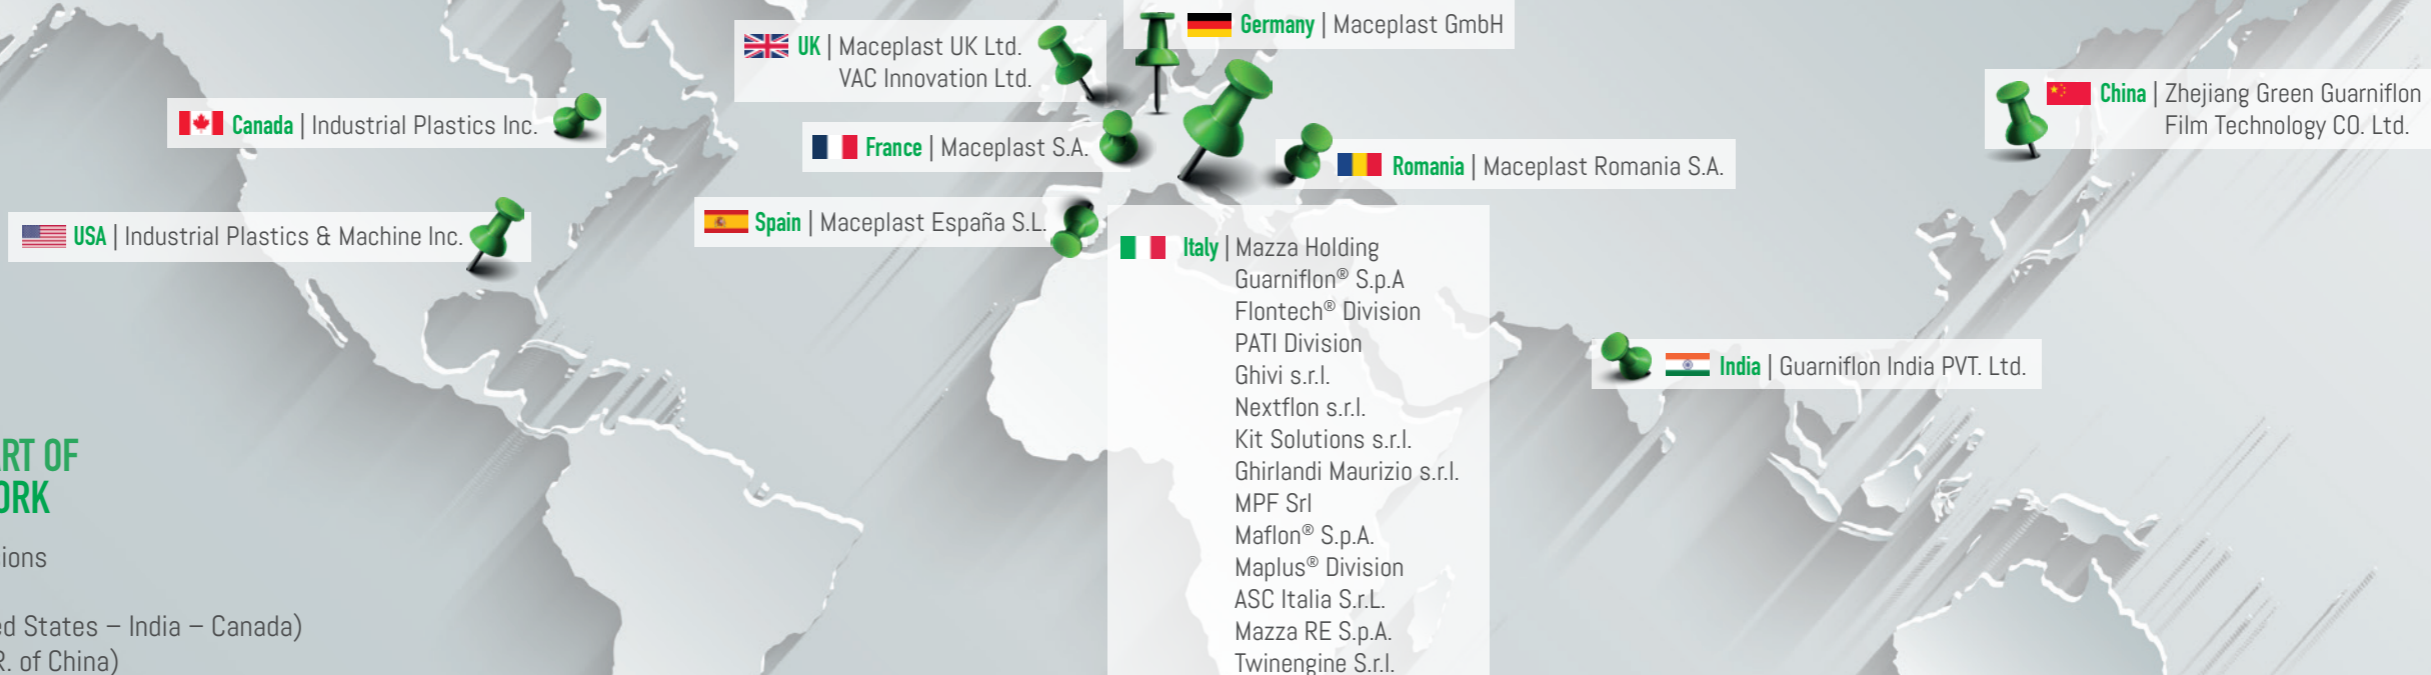 Germany | Maceplast GmbH
UK | Maceplast UK Ltd.
VAC Innovation Ltd.
China | Zhejiang Green Guarniflon
Film Technology CO. Ltd.
Canada | Industrial Plastics Inc.
France | Maceplast S.A.
Romania | Maceplast Romania S.A.
Spain | Maceplast España S.L.
USA | Industrial Plastics & Machine Inc.
Italy | Mazza Holding
Guarniflon® S.p.A
Flontech® Division
PATI Division
Ghivi s.r.l.
Nextflon s.r.l.
Kit Solutions s.r.l.
Ghirlandi Maurizio s.r.l.
MPF Srl
Maflon® S.p.A.
Maplus® Division
ASC Italia S.r.L.
Mazza RE S.p.A.
Twinengine S.r.l.
India | Guarniflon India PVT. Ltd.
OF
States – India – Canada)
of China)